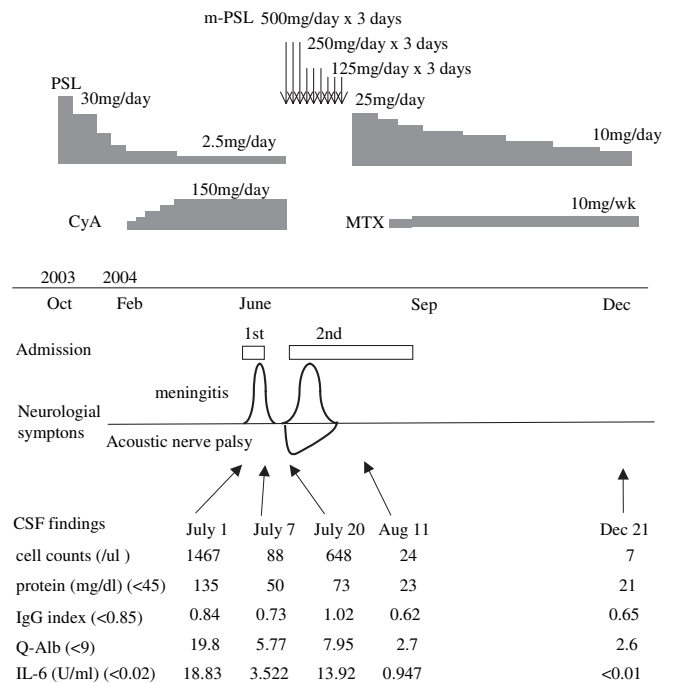 m-PSL 500mg/day x 3 days
250mg/day x 3 days
125mg/day x 3 days
PSL
30mg/day
25mg/day
2.5mg/day
10mg/day
150mg/day
CyA
10mg/wk
MTX
2003 2004
Oct Feb June Sep Dec
1st 2nd
Admission
meningitis
Neurologial
symptons
Acoustic nerve palsy
CSF findings
July 1 July 7 July 20 Aug 11 Dec 21
cell counts (/ul ) 1467 88 648 24 7
protein (mg/dl) (<45) 135 50 73 23 21
IgG index (<0.85) 0.84 0.73 1.02 0.62 0.65
Q-Alb (<9) 19.8 5.77 7.95 2.7 2.6
IL-6 (U/ml) (<0.02) 18.83 3.522 13.92 0.947 <0.01